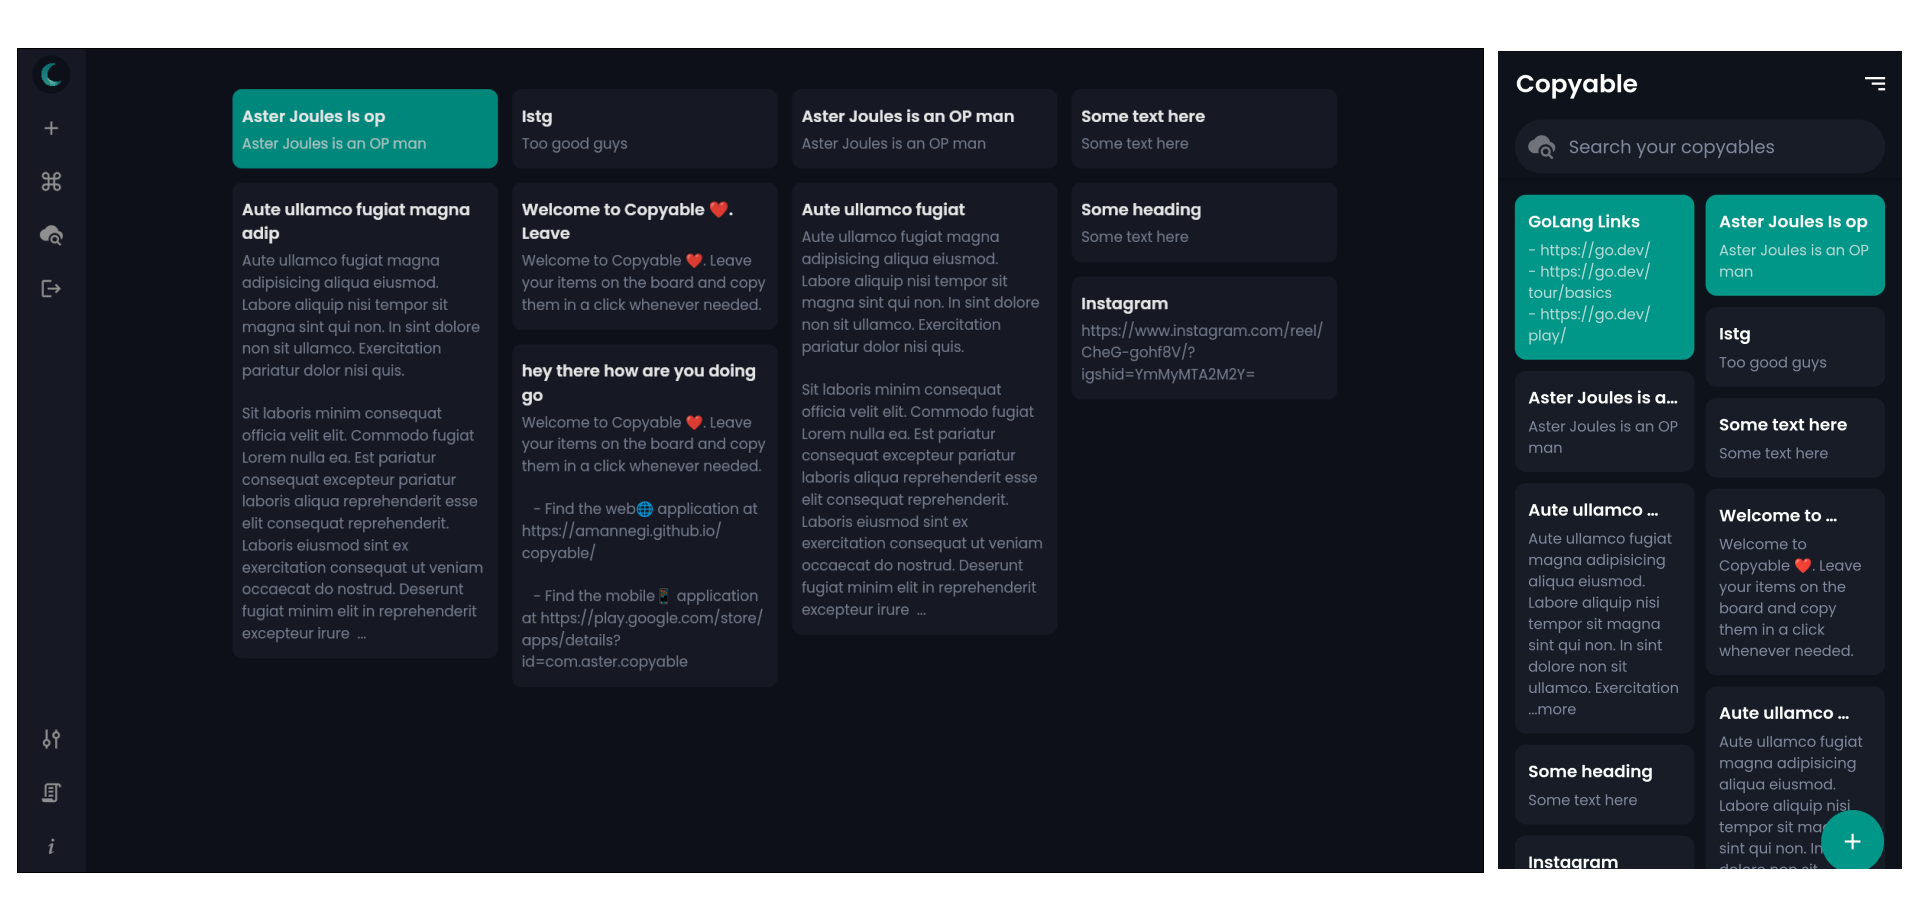 Aster Joules Is op
Aster Joules is an OP man
Aute ullamco fugiat magna
adip
Aute ullamco fugiat magna
adipisicing aliqua eiusmod.
Labore aliquip nisi tempor sit
magna sint qui non. In sint dolore
non sit ullamco. Exercitation
pariatur dolor nisi quis.
Sit laboris minim consequat
officia velit elit. Commodo fugiat
Lorem nulla ea. Est pariatur
consequat excepteur pariatur
laboris aliqua reprehenderit esse
elit consequat reprehenderit.
Laboris eiusmod sint ex
exercitation consequat ut veniam
occaecat do nostrud. Deserunt
fugiat minim elit in reprehenderit
excepteur irure ...
Istg
Too good guys
Welcome to Copyable ❤️.
Leave
Welcome to Copyable ❤️. Leave
your items on the board and copy
them in a click whenever needed.
hey there how are you doing
go
Welcome to Copyable ❤️. Leave
your items on the board and copy
them in a click whenever needed.
- Find the web🌐 application at
https://amannegi.github.io/
copyable/
- Find the mobile📱 application
at https://play.google.com/store/
apps/details?
id=com.aster.copyable
Aster Joules is an OP man
Aster Joules is an OP man
Aute ullamco fugiat
Aute ullamco fugiat magna
adipisicing aliqua eiusmod.
Labore aliquip nisi tempor sit
magna sint qui non. In sint dolore
non sit ullamco. Exercitation
pariatur dolor nisi quis.
Sit laboris minim consequat
officia velit elit. Commodo fugiat
Lorem nulla ea. Est pariatur
consequat excepteur pariatur
laboris aliqua reprehenderit esse
elit consequat reprehenderit.
Laboris eiusmod sint ex
exercitation consequat ut veniam
occaecat do nostrud. Deserunt
fugiat minim elit in reprehenderit
excepteur irure ...
Some text here
Some text here
Some heading
Some text here
Instagram
https://www.instagram.com/reel/
CheG-gohf8V/?
igshid=YmMyMTA2M2Y=
Copyable
Search your copyables
GoLang Links
- https://go.dev/
- https://go.dev/
tour/basics
- https://go.dev/
play/
Aster Joules is a...
Aster Joules is an OP
man
Aute ullamco ...
Aute ullamco fugiat
magna adipisicing
aliqua eiusmod.
Labore aliquip nisi
tempor sit magna
sint qui non. In sint
dolore non sit
ullamco. Exercitation
...more
Some heading
Some text here
Instagram
Aster Joules Is op
Aster Joules is an OP
man
Istg
Too good guys
Some text here
Some text here
Welcome to ...
Welcome to
Copyable ❤️. Leave
your items on the
board and copy
them in a click
whenever needed.
Aute ullamco ...
Aute ullamco fugiat
magna adipisicing
aliqua eiusmod.
Labore aliquip nisi
tempor sit
sint qui non.
dolore non sit